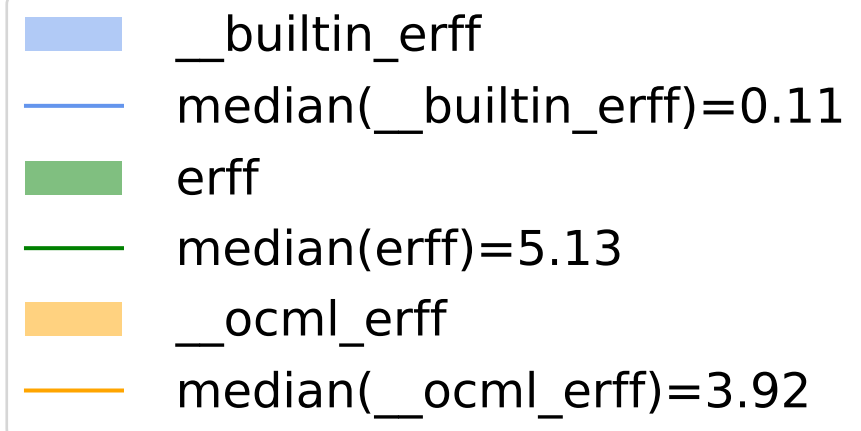 __builtin_erff
median(__builtin_erff)=0.11
erff
median(erff)=5.13
__ocml_erff
median(__ocml_erff)=3.92